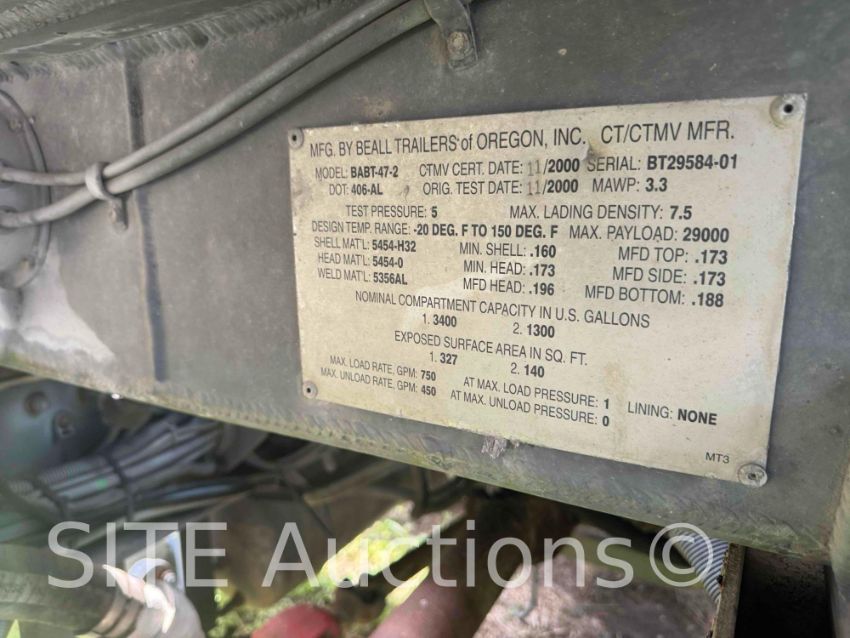 MFG. BY BEALL TRAILERS of OREGON, INC. CT/CTMV MFR.
MODEL: BABT-47-2 CTMV CERT. DATE: 11/2000 SERIAL: BT29584-01
DOT: 406-AL ORIG. TEST DATE: 11/2000 MAWP: 3.3
TEST PRESSURE: 5 MAX. LADING DENSITY: 7.5
DESIGN TEMP. RANGE: -20 DEG. F TO 150 DEG. F MAX. PAYLOAD: 29000
SHELL MAT'L: 5454-H32 MIN. SHELL: .160 MFD TOP: .173
HEAD MAT'L: 5454-0 MIN. HEAD: .173 MFD SIDE: .173
WELD MAT'L: 5356AL MFD HEAD: .196 MFD BOTTOM: .188
NOMINAL COMPARTMENT CAPACITY IN U.S. GALLONS
1. 3400 2. 1300
EXPOSED SURFACE AREA IN SQ. FT.
1. 327 2. 140
MAX. LOAD RATE, GPM: 750 AT MAX. LOAD PRESSURE: 1 LINING: NONE
MAX. UNLOAD RATE, GPM: 450 AT MAX. UNLOAD PRESSURE: 0
MT3
SITE Auctions.com©